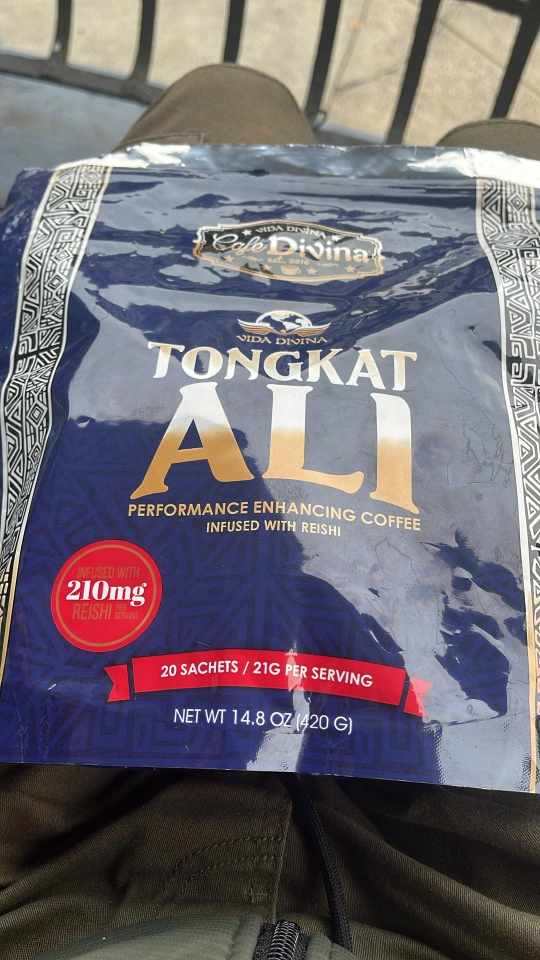 VIDA DIVINA
Café Divina
EST. 2016
VIDA DIVINA
TONGKAT
ALI
PERFORMANCE ENHANCING COFFEE
INFUSED WITH REISHI
INFUSED WITH
210mg
REISHI PER SERVING
20 SACHETS / 21G PER SERVING
NET WT 14.8 OZ (420 G)